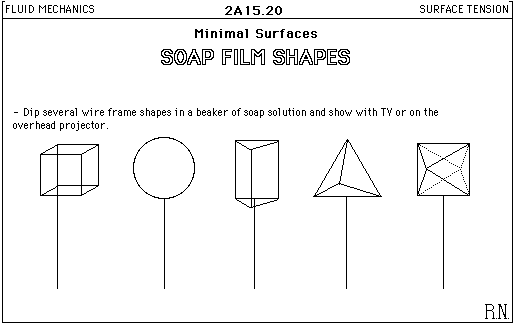 FLUID MECHANICS 2A15.20 SURFACE TENSION
Minimal Surfaces
SOAP FILM SHAPES
- Dip several wire frame shapes in a beaker of soap solution and show with TV or on the
overhead projector.
R.N.